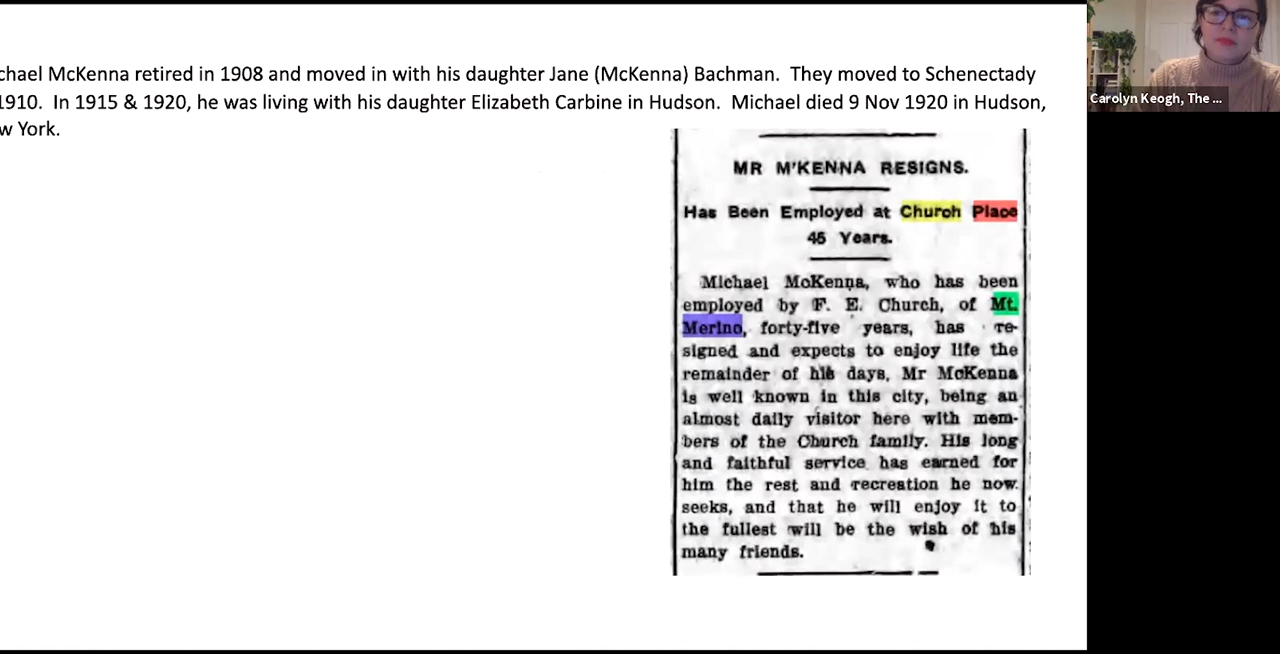 chael McKenna retired in 1908 and moved in with his daughter Jane (McKenna) Bachman. They moved to Schenectady
1910. In 1915 & 1920, he was living with his daughter Elizabeth Carbine in Hudson. Michael died 9 Nov 1920 in Hudson,
w York.
MR M'KENNA RESIGNS.
Has Been Employed at Church Place
45 Years.
Michael McKenna, who has been
employed by F. E. Church, of Mt.
Merino, forty-five years, has re-
signed and expects to enjoy life the
remainder of his days, Mr McKenna
is well known in this city, being an
almost daily visitor here with mem-
bers of the Church family. His long
and faithful service has earned for
him the rest and recreation he now
seeks, and that he will enjoy it to
the fullest will be the wish of his
many friends.
Carolyn Keogh, The ...